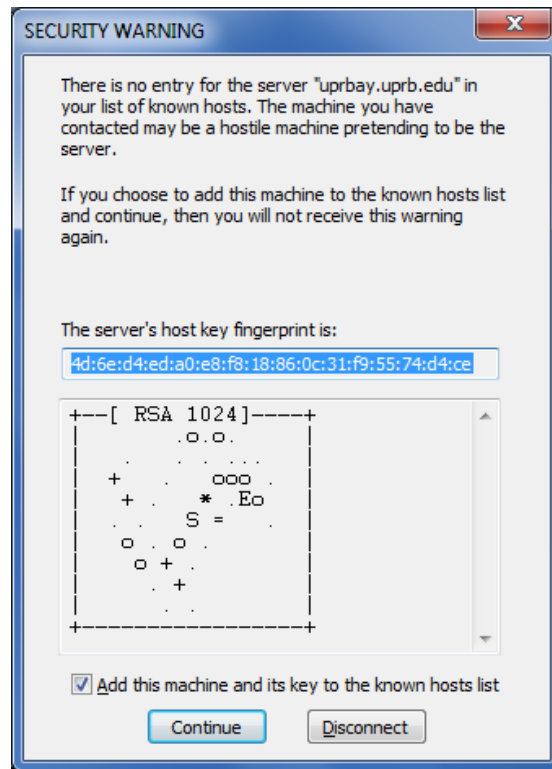 SECURITY WARNING
There is no entry for the server "uprbay.uprb.edu" in
your list of known hosts. The machine you have
contacted may be a hostile machine pretending to be the
server.
If you choose to add this machine to the known hosts list
and continue, then you will not receive this warning
again.
The server's host key fingerprint is:
4d:6e:d4:ed:a0:e8:f8:18:86:0c:31:f9:55:74:d4:ce
+--[ RSA 1024]----+
|        .o.o.    |
|    .   . . ...  |
|   +   .   ooo . |
|    + .   * .Eo  |
|   . .   S =   . |
|    o . o .      |
|     o + .       |
|      . +        |
|       . .       |
+-----------------+
Add this machine and its key to the known hosts list
Continue Disconnect